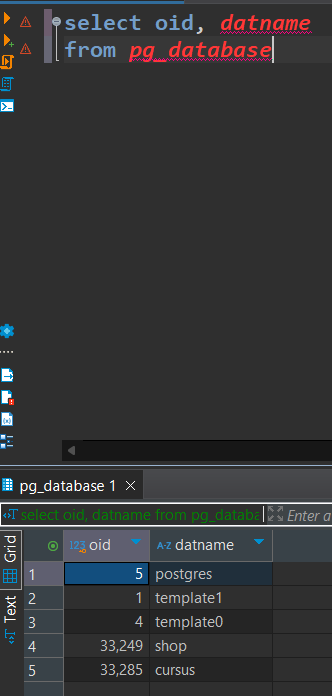 select oid, datname
from pg_database
pg_database 1
select oid, datname from pg_databa
Enter a
Grid
Text
123 oid
A-Z datname
1 5 postgres
2 1 template1
3 4 template0
4 33,249 shop
5 33,285 cursus